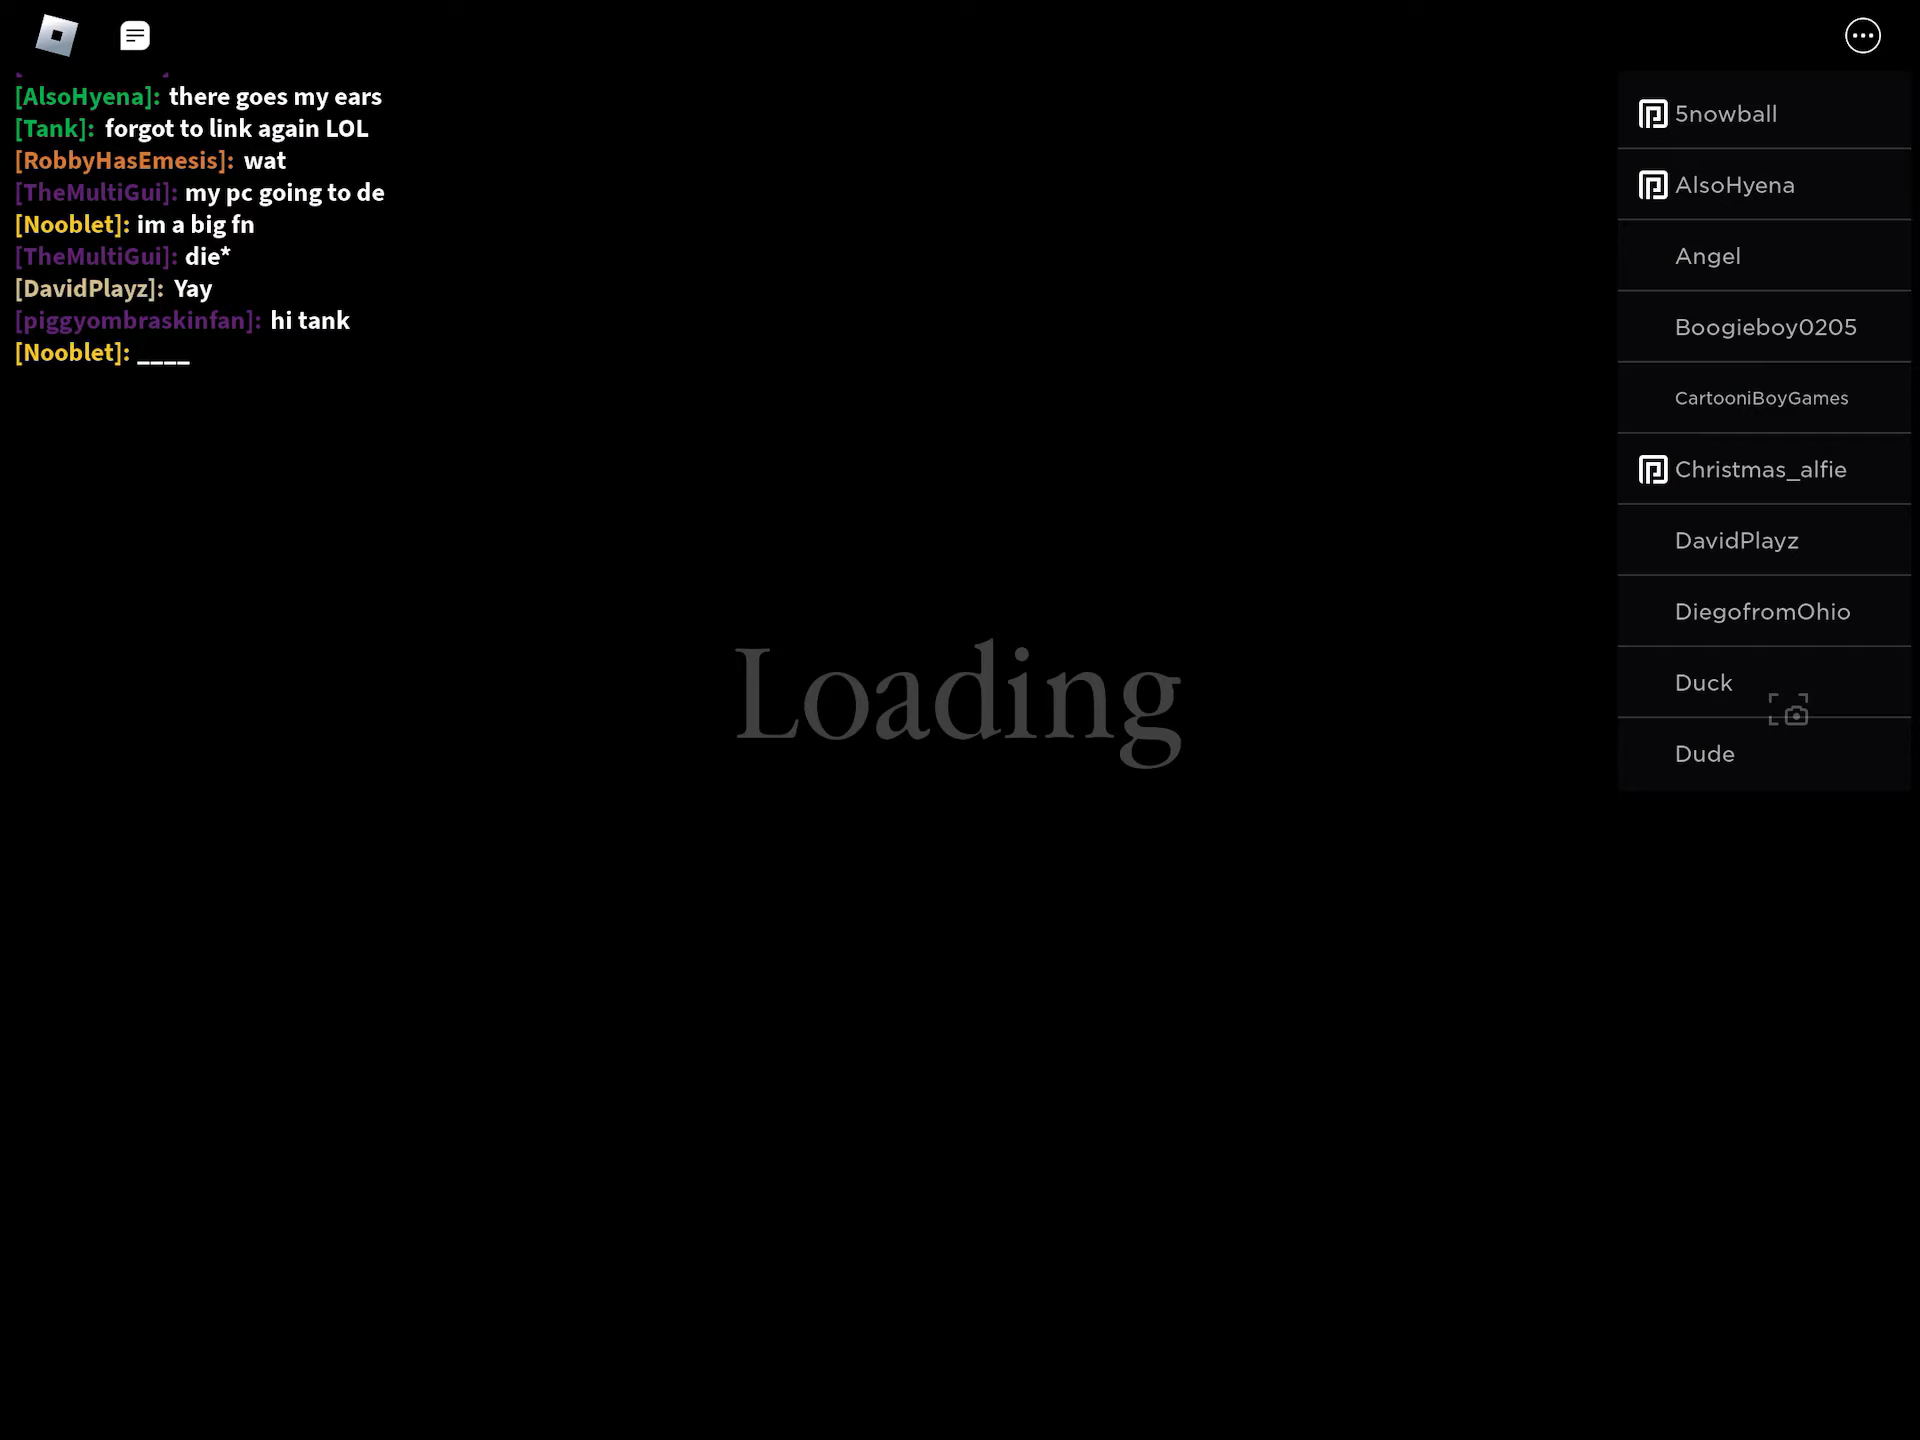 [AlsoHyena]: there goes my ears
[Tank]: forgot to link again LOL
[RobbyHasEmesis]: wat
[TheMultiGui]: my pc going to de
[Nooblet]: im a big fn
[TheMultiGui]: die*
[DavidPlayz]: Yay
[piggyombraskinfan]: hi tank
[Nooblet]: ____
Loading
5nowball
AlsoHyena
Angel
Boogieboy0205
CartooniBoyGames
Christmas_alfie
DavidPlayz
DiegofromOhio
Duck
Dude